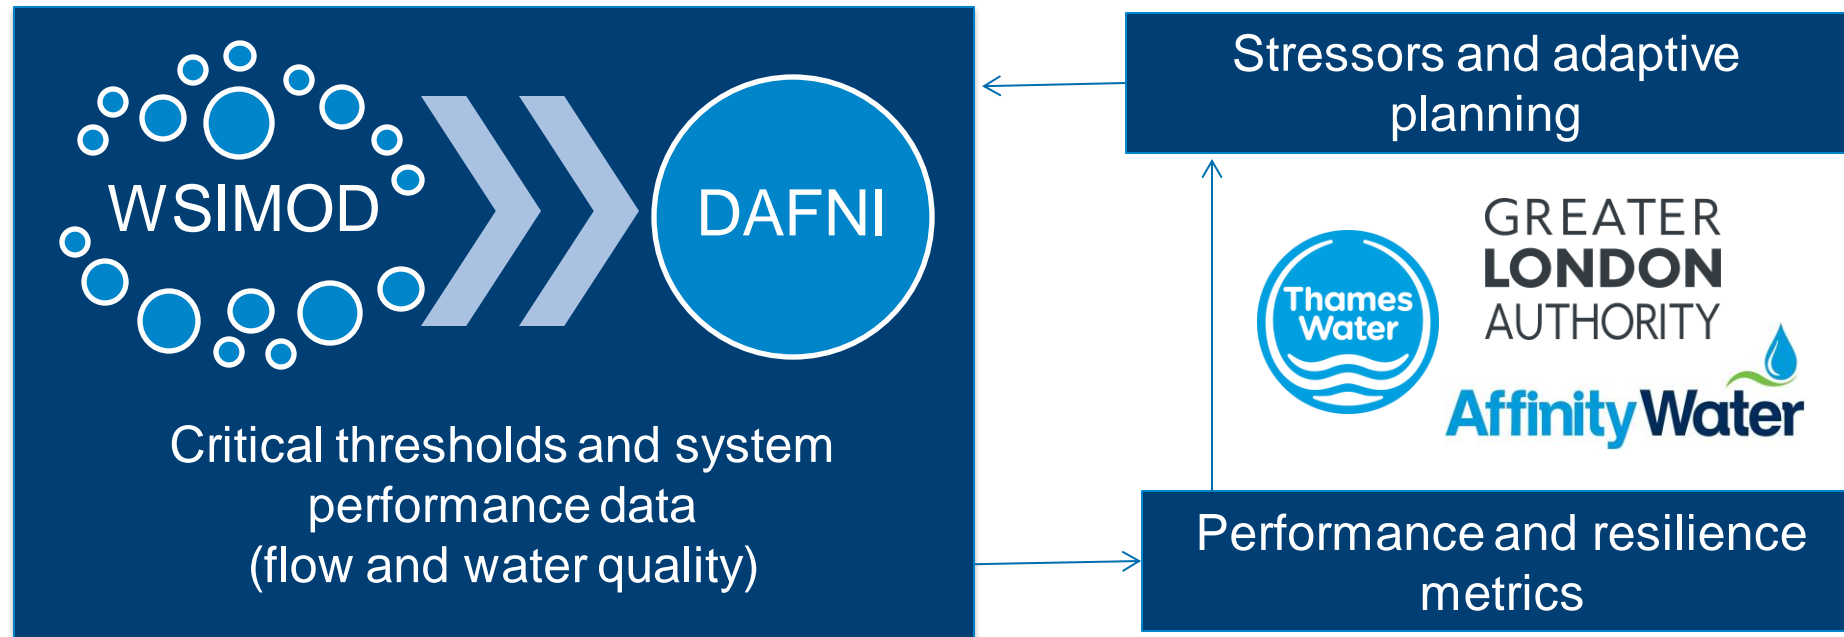 WSIMOD
DAFNI
Critical thresholds and system
performance data
(flow and water quality)
Stressors and adaptive
planning
Thames
Water
GREATER
LONDON
AUTHORITY
AffinityWater
Performance and resilience
metrics